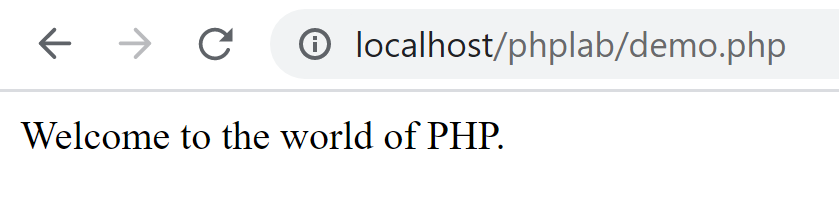 localhost/phplab/demo.php
Welcome to the world of PHP.